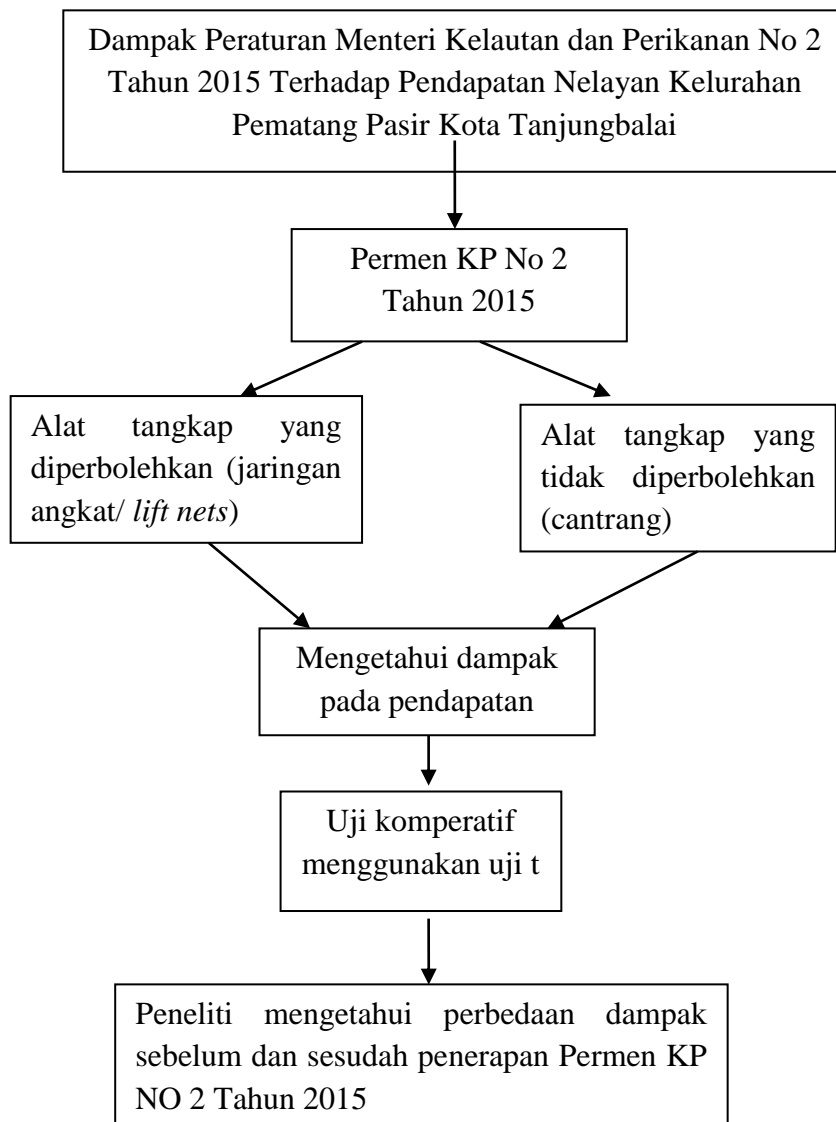 Dampak Peraturan Menteri Kelautan dan Perikanan No 2
Tahun 2015 Terhadap Pendapatan Nelayan Kelurahan
Pematang Pasir Kota Tanjungbalai
Permen KP No 2
Tahun 2015
Alat tangkap yang
diperbolehkan (jaringan
angkat/ lift nets)
Alat tangkap yang
tidak diperbolehkan
(cantrang)
Mengetahui dampak
pada pendapatan
Uji komperatif
menggunakan uji t
Peneliti mengetahui perbedaan dampak
sebelum dan sesudah penerapan Permen KP
NO 2 Tahun 2015